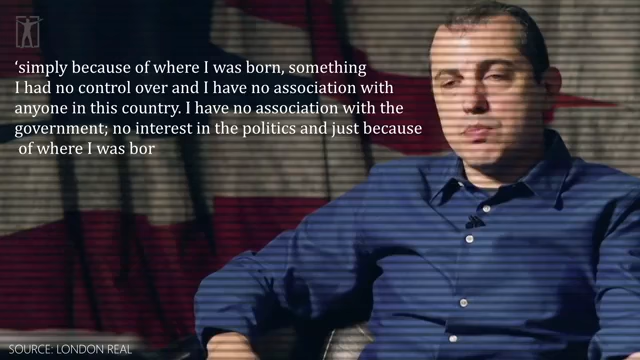 ‘simply because of where I was born, something
I had no control over and I have no association with
anyone in this country. I have no association with the
government; no interest in the politics and just because
of where I was bor
SOURCE: LONDON REAL